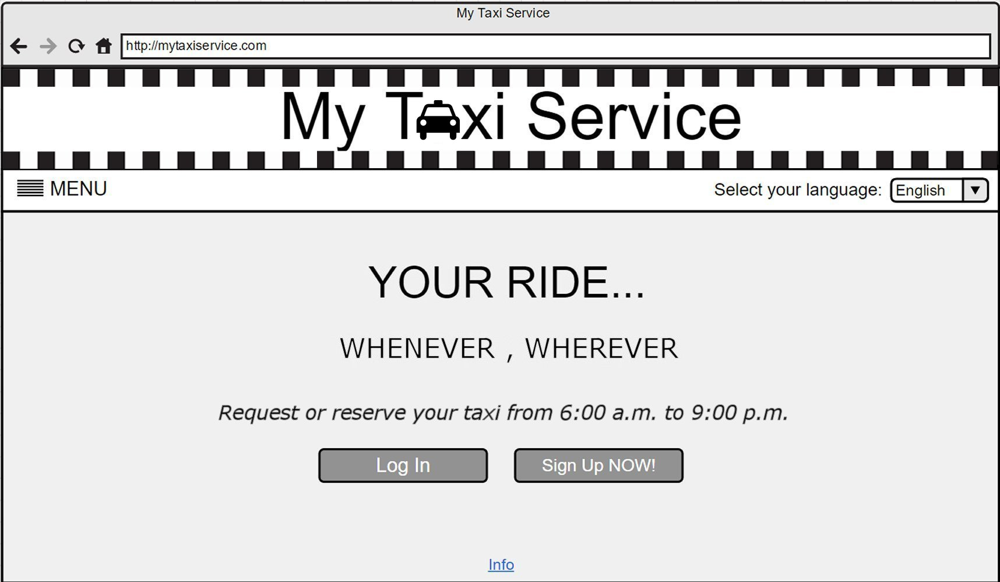 My Taxi Service
http://mytaxiservice.com
My Taxi Service
MENU
Select your language: English
YOUR RIDE...
WHENEVER , WHEREVER
Request or reserve your taxi from 6:00 a.m. to 9:00 p.m.
Log In
Sign Up NOW!
Info